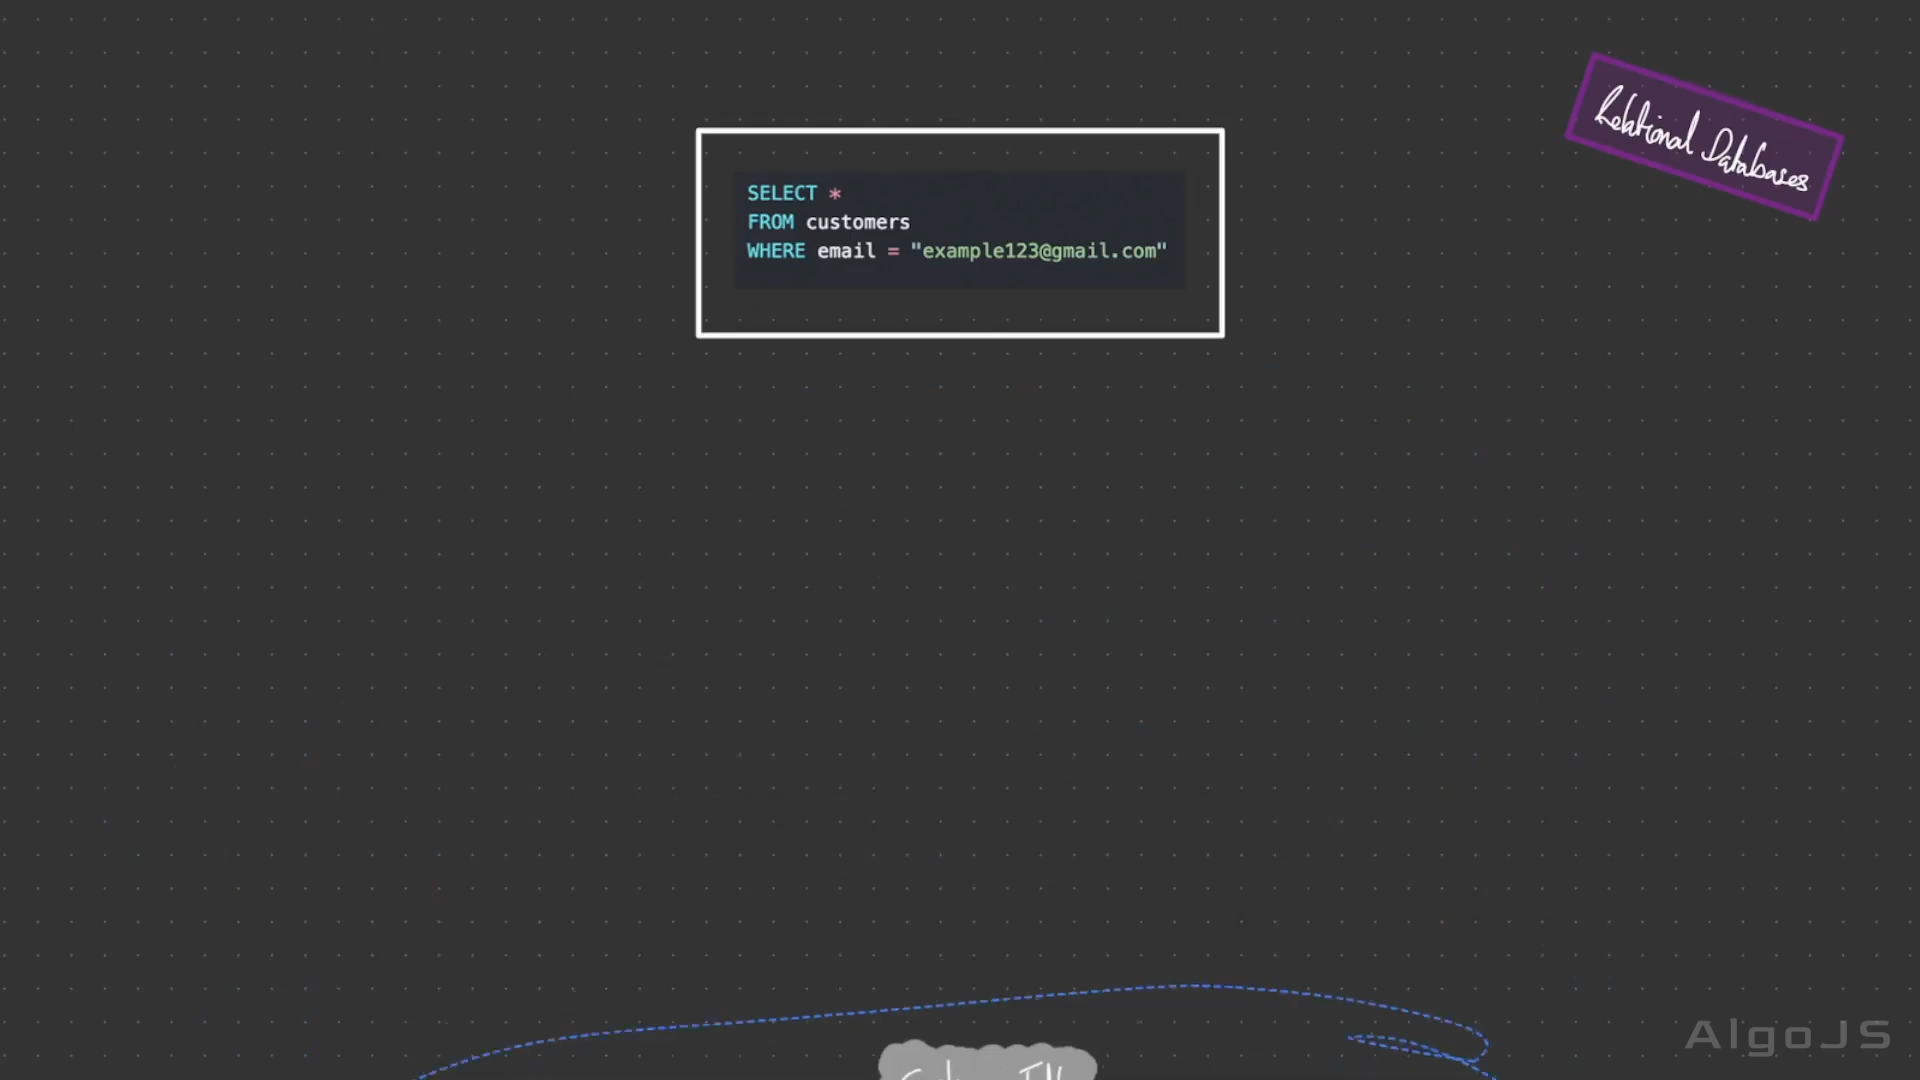 Relational Databases
SELECT *
FROM customers
WHERE email = "example123@gmail.com"
AlgoJS